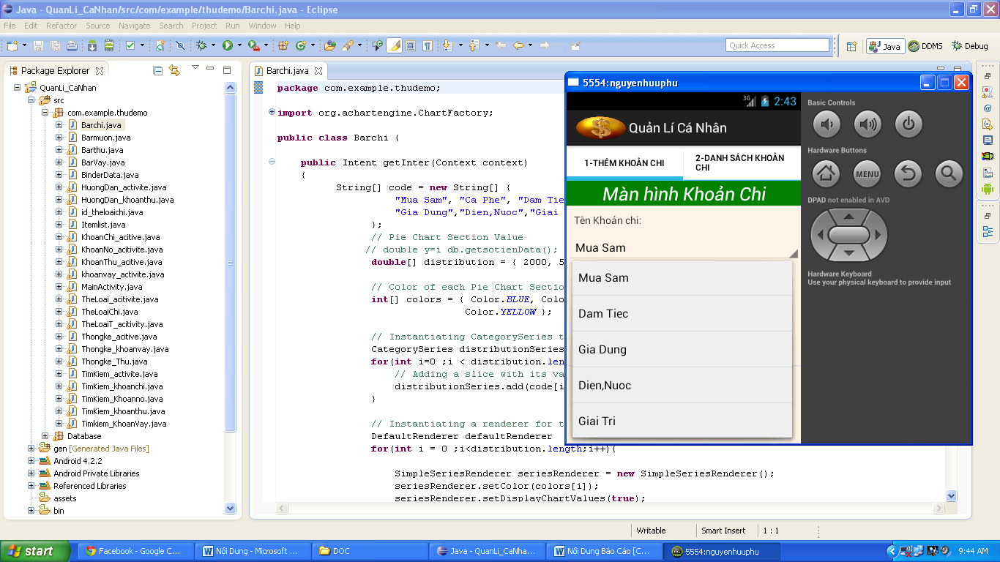 Java - QuanLi_CaNhan/src/com/example/thudemo/Barchi.java - Eclipse
File Edit Refactor Source Navigate Search Project Run Window Help
Quick Access
Java
DDMS
Debug
Package Explorer
QuanLi_CaNhan
src
com.example.thudemo
Barchi.java
Barmuon.java
Barthu.java
BarVay.java
BinderData.java
HuongDan_activite.java
HuongDan_khoanthu.java
id_theloaichi.java
Itemlist.java
KhoanChi_acitive.java
KhoanNo_acitivite.java
KhoanThu_acitive.java
khoanvay_activite.java
MainActivity.java
TheLoai_acitivite.java
TheLoaiChi.java
TheLoaiT_acitivity.java
Thongke_acitive.java
Thongke_khoanvay.java
Thongke_Thu.java
TimKiem_activite.java
TimKiem_khoanchi.java
TimKiem_Khoanno.java
TimKiem_khoanthu.java
Timkiem_KhoanVay.java
Database
gen [Generated Java Files]
Android 4.2.2
Android Private Libraries
Referenced Libraries
assets
bin
Barchi.java
package com.example.thudemo;
import org.achartengine.ChartFactory;
public class Barchi {
public Intent getInter(Context context)
{
String[] code = new String[] {
"Mua Sam", "Ca Phe", "Dam Tie
"Gia Dung","Dien,Nuoc","Giai
};
// Pie Chart Section Value
// double y=i db.getsotienData();
double[] distribution = { 2000, 5
// Color of each Pie Chart Sectio
int[] colors = { Color.BLUE, Colo
Color.YELLOW };
// Instantiating CategorySeries t
CategorySeries distributionSeries
for(int i=0 ;i < distribution.leng
// Adding a slice with its va
distributionSeries.add(code[i
}
// Instantiating a renderer for t
DefaultRenderer defaultRenderer
for(int i = 0 ;i<distribution.length;i++){
SimpleSeriesRenderer seriesRenderer = new SimpleSeriesRenderer();
seriesRenderer.setColor(colors[i]);
seriesRenderer.setDisplayChartValues(true);
5554:nguyenhuuphu
3G 2:43
Quản Lí Cá Nhân
1-THÊM KHOẢN CHI
2-DANH SÁCH KHOẢN
CHI
Màn hình Khoản Chi
Tên Khoản chi:
Mua Sam
Mua Sam
Dam Tiec
Gia Dung
Dien,Nuoc
Giai Tri
Basic Controls
Hardware Buttons
MENU
DPAD not enabled in AVD
Hardware Keyboard
Use your physical keyboard to provide input
Writable
Smart Insert
1 : 1
start
Facebook - Google C...
Nội Dung - Microsoft ...
DOC
Java - QuanLi_CaNha...
Nội Dung Báo Cáo [C...
5554:nguyenhuuphu
9:44 AM